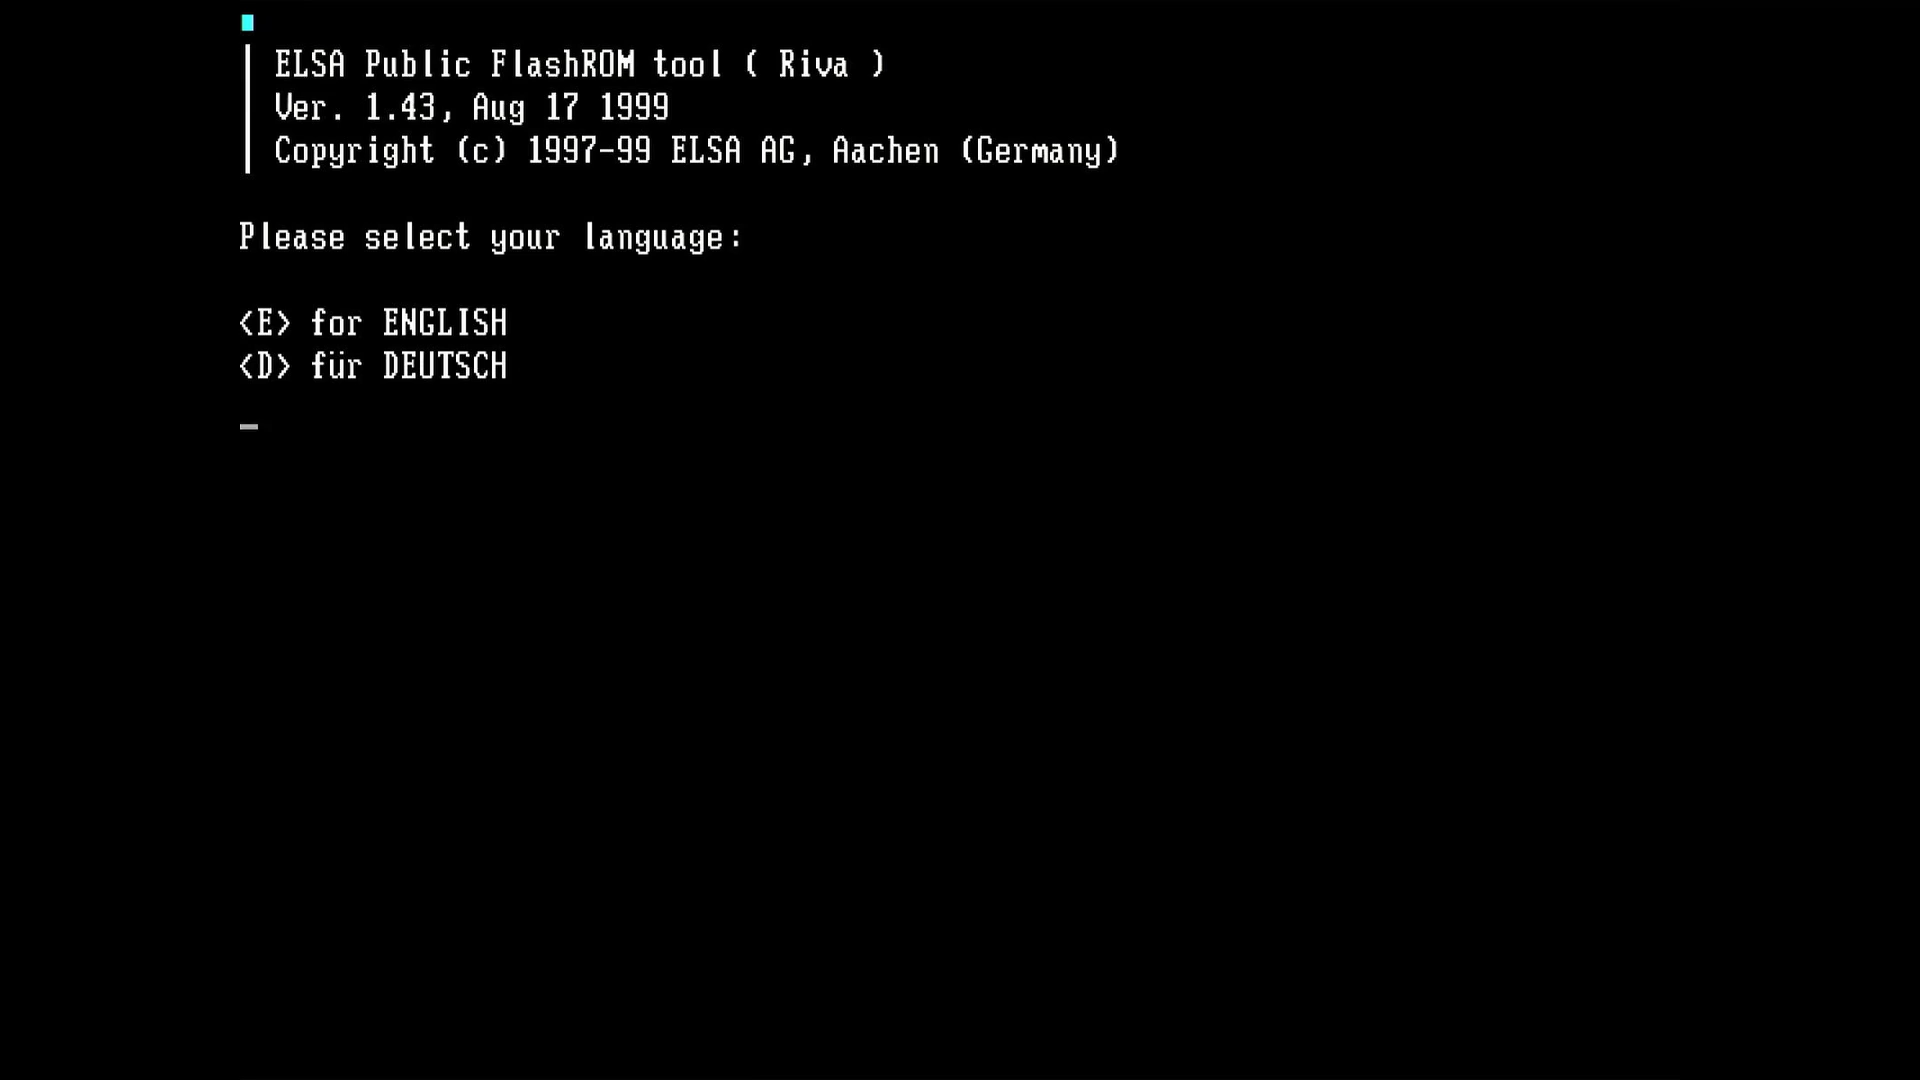 ELSA Public FlashROM tool ( Riva )
Ver. 1.43, Aug 17 1999
Copyright (c) 1997-99 ELSA AG, Aachen (Germany)
Please select your language:
<E> for ENGLISH
<D> für DEUTSCH